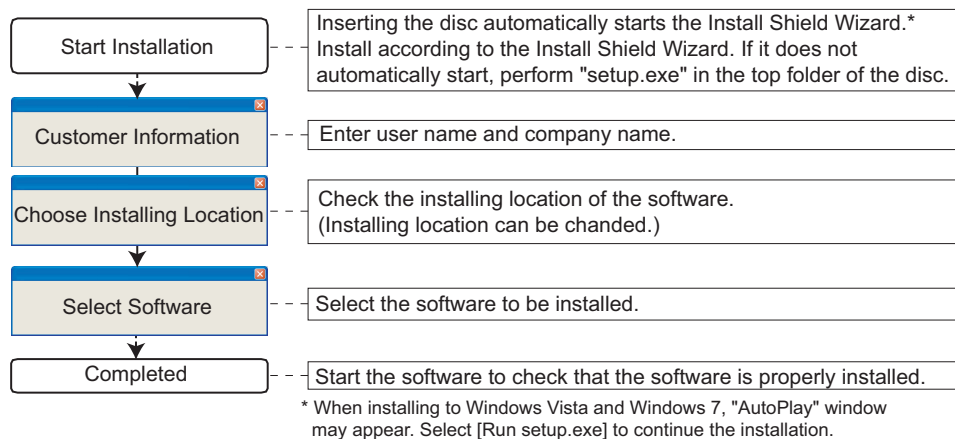 Start Installation
Inserting the disc automatically starts the Install Shield Wizard.*
Install according to the Install Shield Wizard. If it does not
automatically start, perform "setup.exe" in the top folder of the disc.
Customer Information
Enter user name and company name.
Choose Installing Location
Check the installing location of the software.
(Installing location can be chanded.)
Select Software
Select the software to be installed.
Completed
Start the software to check that the software is properly installed.
* When installing to Windows Vista and Windows 7, "AutoPlay" window
may appear. Select [Run setup.exe] to continue the installation.